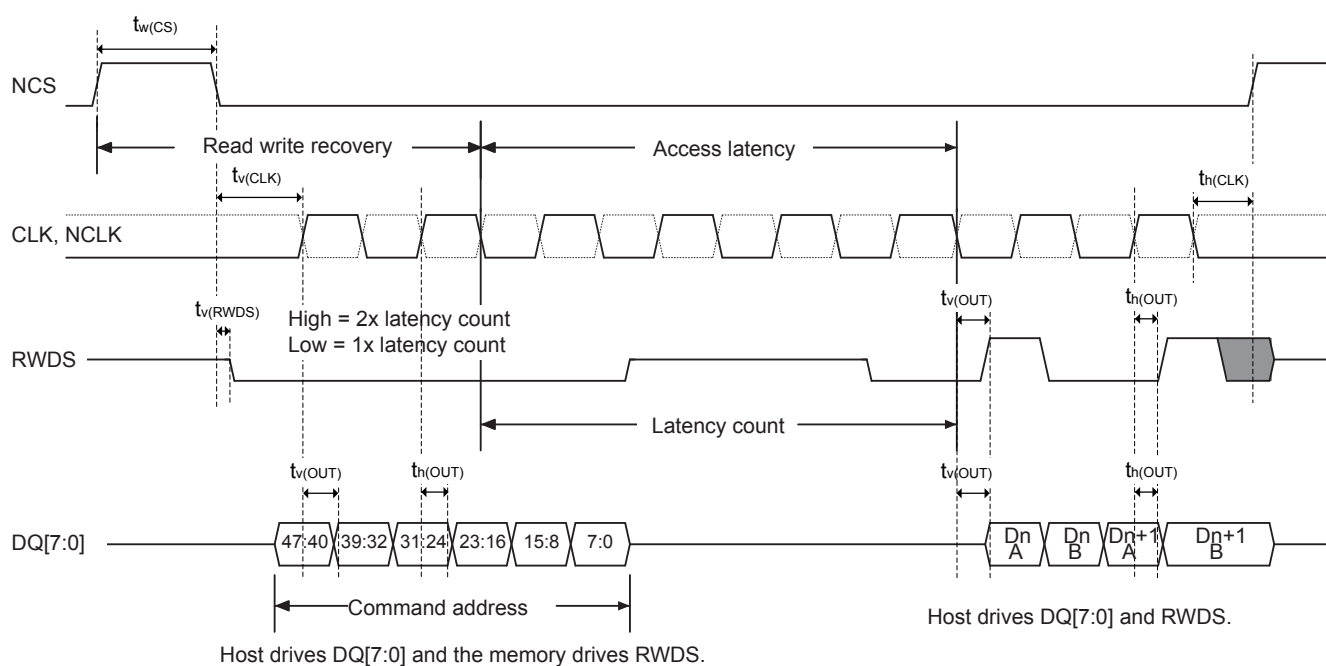 tw(CS)
NCS
Read write recovery
Access latency
tv(CLK)
th(CLK)
CLK, NCLK
tv(RWDS)
High = 2x latency count
Low = 1x latency count
tv(OUT)
th(OUT)
RWDS
Latency count
tv(OUT)
th(OUT)
tv(OUT)
th(OUT)
DQ[7:0]
47:40
39:32
31:24
23:16
15:8
7:0
Dn
A
Dn
B
Dn+1
A
Dn+1
B
Command address
Host drives DQ[7:0] and RWDS.
Host drives DQ[7:0] and the memory drives RWDS.